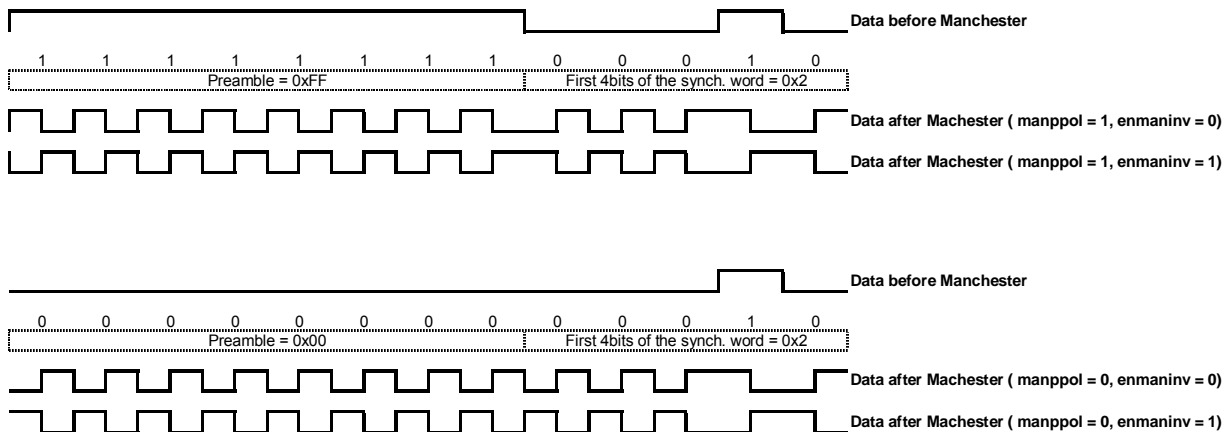 Data before Manchester
1 1 1 1 1 1 1 1 0 0 0 1 0
Preamble = 0xFF First 4bits of the synch. word = 0x2
Data after Machester ( manppol = 1, enmaninv = 0)
Data after Machester ( manppol = 1, enmaninv = 1)
Data before Manchester
0 0 0 0 0 0 0 0 0 0 0 1 0
Preamble = 0x00 First 4bits of the synch. word = 0x2
Data after Machester ( manppol = 0, enmaninv = 0)
Data after Machester ( manppol = 0, enmaninv = 1)